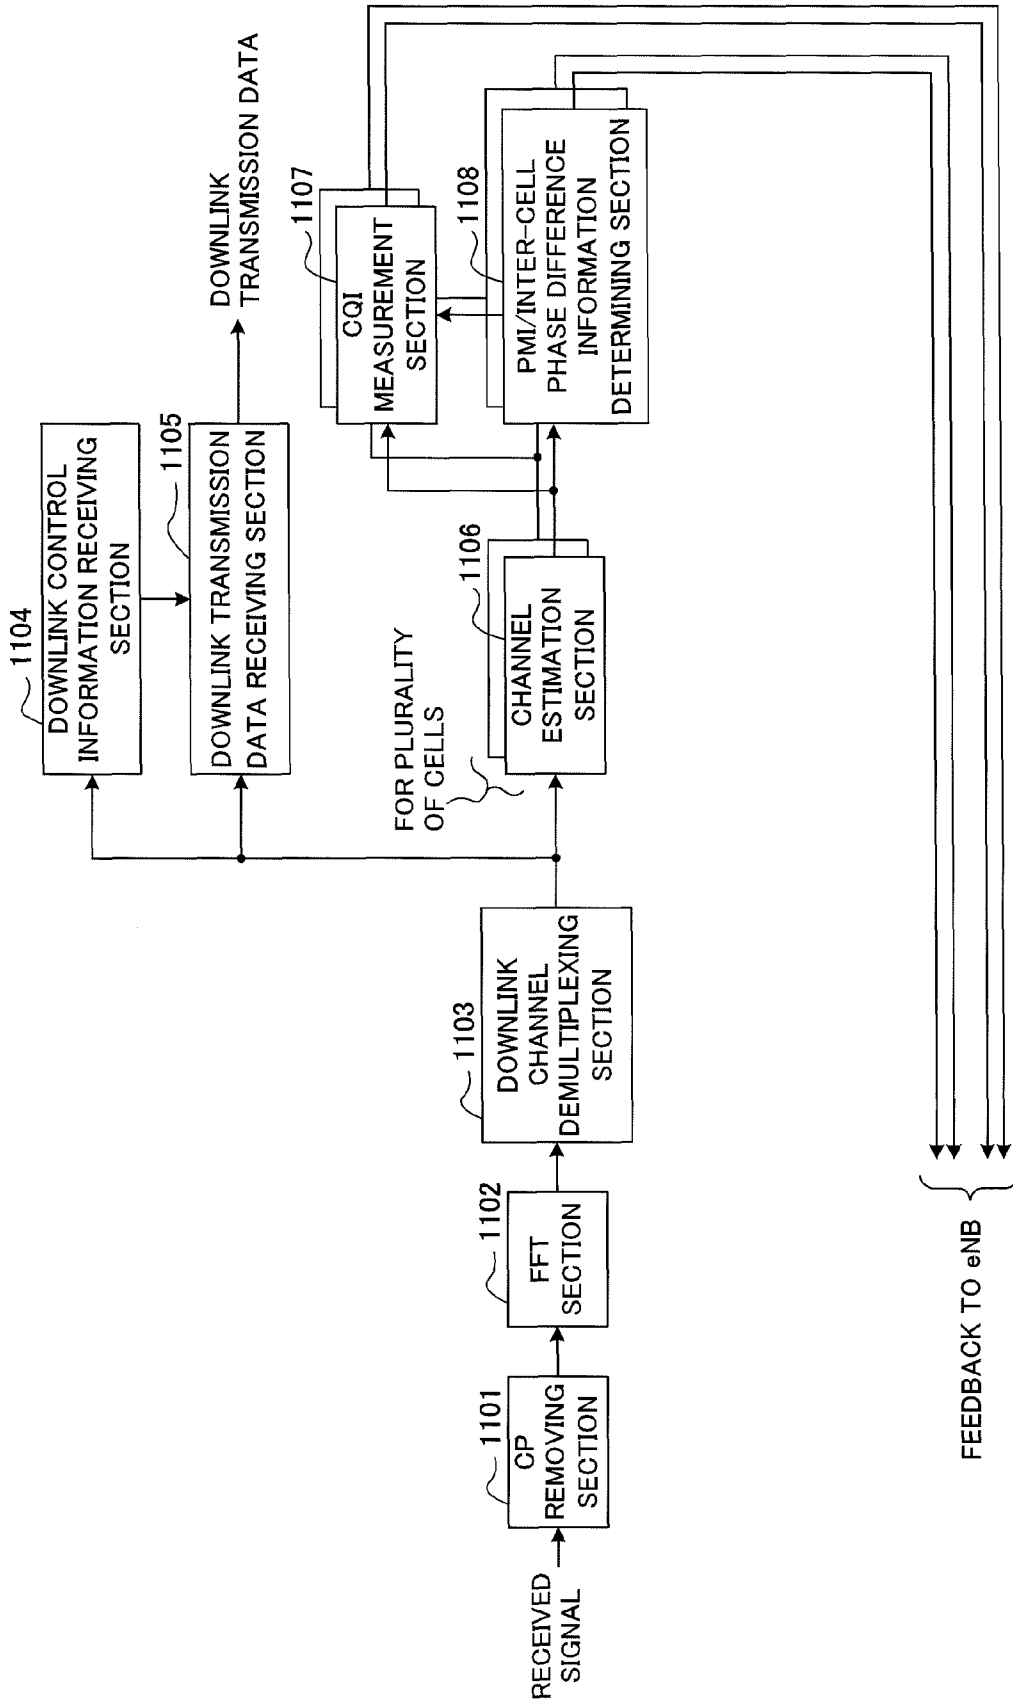 RECEIVED
SIGNAL
1101
CP
REMOVING
SECTION
1102
FFT
SECTION
1103
DOWNLINK
CHANNEL
DEMULTIPLEXING
SECTION
1104
DOWNLINK CONTROL
INFORMATION RECEIVING
SECTION
1105
DOWNLINK TRANSMISSION
DATA RECEIVING SECTION
DOWNLINK
TRANSMISSION DATA
FOR PLURALITY
OF CELLS
1106
CHANNEL
ESTIMATION
SECTION
1107
CQI
MEASUREMENT
SECTION
1108
PMI/INTER-CELL
PHASE DIFFERENCE
INFORMATION
DETERMINING SECTION
FEEDBACK TO eNB